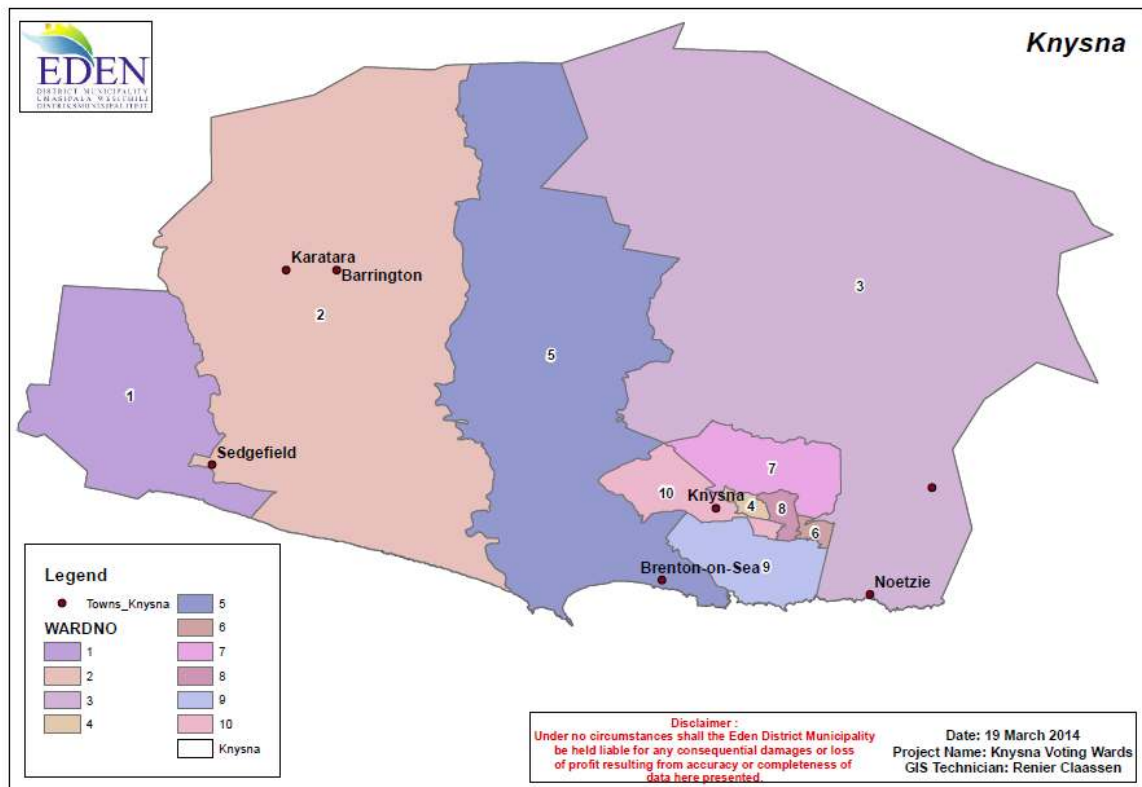 EDEN
DISTRICT MUNICIPALITY
UMASIPALA WESITHILI
DISTRIKSMUNISIPALITEIT
Knysna
Karatara
Barrington
2
3
5
1
Sedgefield
7
10
Knysna
4
8
6
Brenton-on-Sea
9
Noetzie
Legend
Towns_Knysna
WARDNO
1
2
3
4
5
6
7
8
9
10
Knysna
Disclaimer :
Under no circumstances shall the Eden District Municipality
be held liable for any consequential damages or loss
of profit resulting from accuracy or completeness of
data here presented.
Date: 19 March 2014
Project Name: Knysna Voting Wards
GIS Technician: Renier Claassen